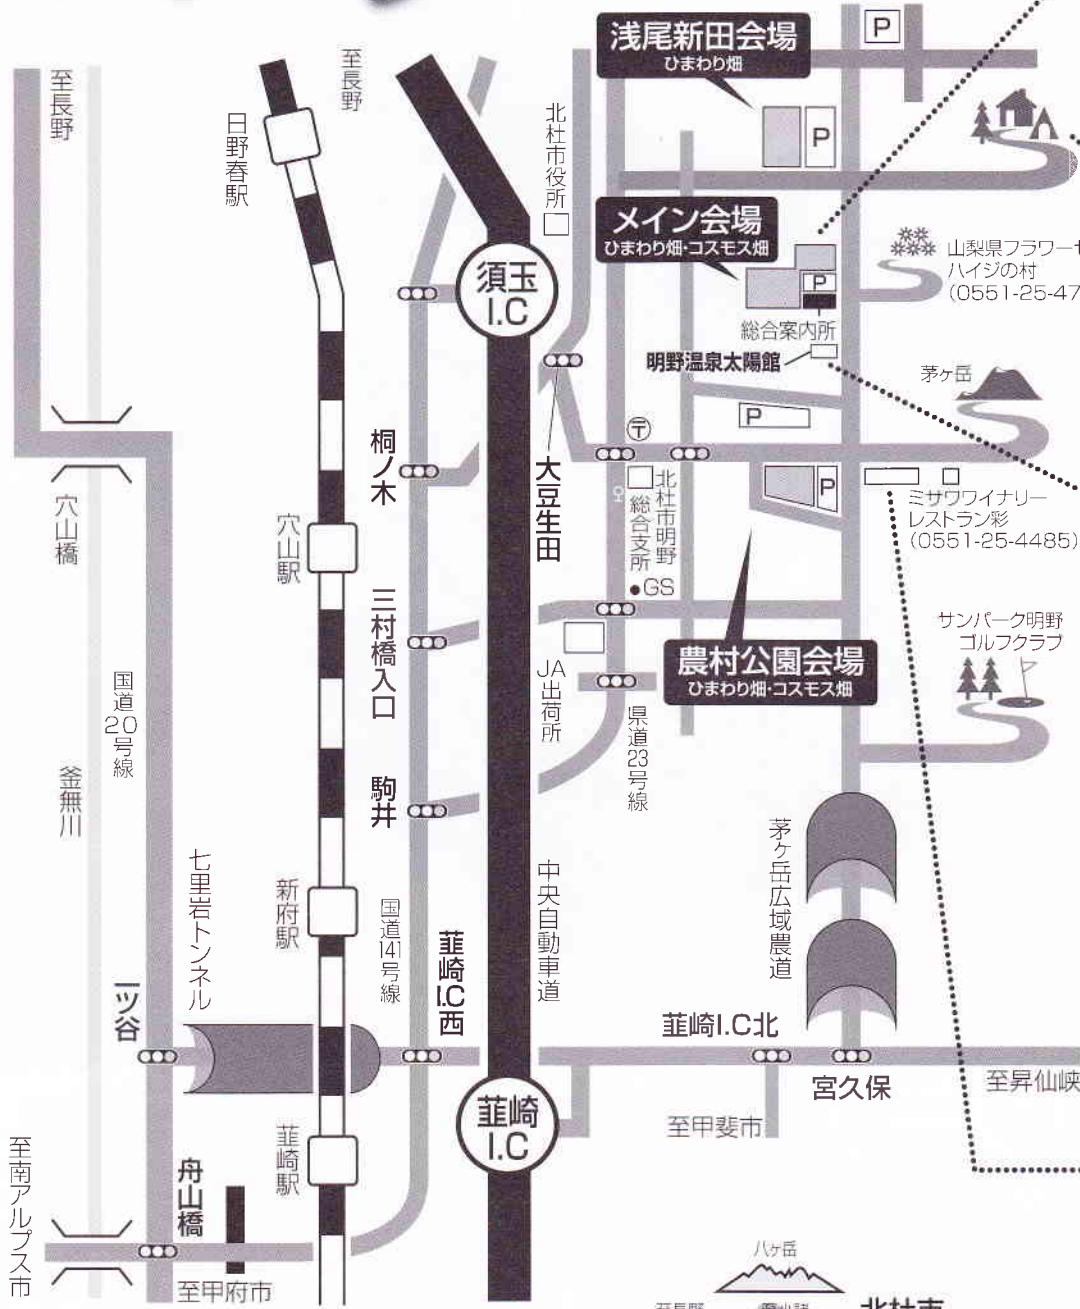 浅尾新田会場
ひまわり畑
P
至長野
至長野
日野春駅
北杜市役所
P
メイン会場
ひまわり畑・コスモス畑
P
総合案内所
明野温泉太陽館
山梨県フラワーセ
ハイジの村
(0551-25-47
須玉
I.C
茅ヶ岳
P
桐ノ木
大豆生田
〒
北杜市明野
総合支所
P
ミサワワイナリー
レストラン彩
(0551-25-4485)
穴山橋
穴山駅
GS
三村橋入口
農村公園会場
ひまわり畑・コスモス畑
サンパーク明野
ゴルフクラブ
JA出荷所
国道20号線
県道23号線
釜無川
駒井
茅ヶ岳広域農道
七里岩トンネル
新府駅
国道141号線
中央自動車道
韮崎I.C西
一ツ谷
韮崎I.C北
宮久保
至昇仙峡
韮崎
I.C
至甲斐市
韮崎駅
至南アルプス市
舟山橋
至甲府市
八ヶ岳
至長野
北杜市